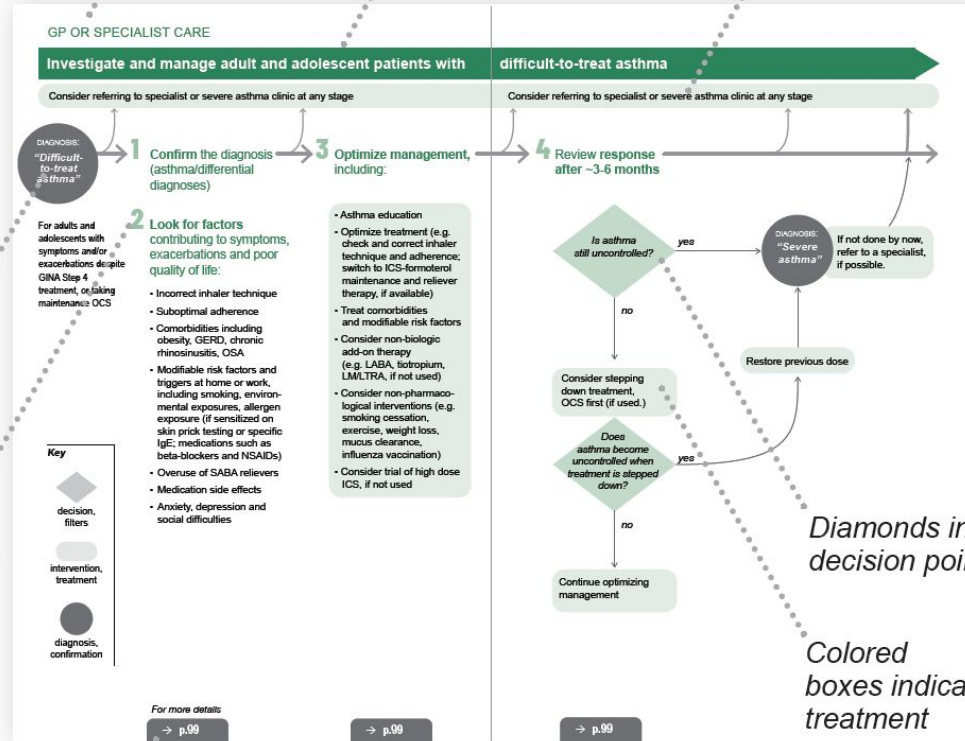 GP OR SPECIALIST CARE
Investigate and manage adult and adolescent patients with difficult-to-treat asthma
Consider referring to specialist or severe asthma clinic at any stage
Consider referring to specialist or severe asthma clinic at any stage
DIAGNOSIS:
"Difficult-
to-treat
asthma"
For adults and
adolescents with
symptoms and/or
exacerbations despite
GINA Step 4
treatment, or taking
maintenance OCS
1 Confirm the diagnosis
(asthma/differential
diagnoses)
2 Look for factors
contributing to symptoms,
exacerbations and poor
quality of life:
• Incorrect inhaler technique
• Suboptimal adherence
• Comorbidities including
obesity, GERD, chronic
rhinosinusitis, OSA
• Modifiable risk factors and
triggers at home or work,
including smoking, environ-
mental exposures, allergen
exposure (if sensitized on
skin prick testing or specific
IgE; medications such as
beta-blockers and NSAIDs)
• Overuse of SABA relievers
• Medication side effects
• Anxiety, depression and
social difficulties
3 Optimize management,
including:
• Asthma education
• Optimize treatment (e.g.
check and correct inhaler
technique and adherence;
switch to ICS-formoterol
maintenance and reliever
therapy, if available)
• Treat comorbidities
and modifiable risk factors
• Consider non-biologic
add-on therapy
(e.g. LABA, tiotropium,
LM/LTRA, if not used)
• Consider non-pharmaco-
logical interventions (e.g.
smoking cessation,
exercise, weight loss,
mucus clearance,
influenza vaccination)
• Consider trial of high dose
ICS, if not used
4 Review response
after ~3-6 months
Is asthma
still uncontrolled?
yes
no
DIAGNOSIS:
"Severe
asthma"
If not done by now,
refer to a specialist,
if possible.
Restore previous dose
Consider stepping
down treatment,
OCS first (if used.)
Does
asthma become
uncontrolled when
treatment is stepped
down?
yes
no
Continue optimizing
management
Key
decision,
filters
intervention,
treatment
diagnosis,
confirmation
Diamonds in
decision poi
Colored
boxes indica
treatment
For more details
→ p.99
→ p.99
→ p.99